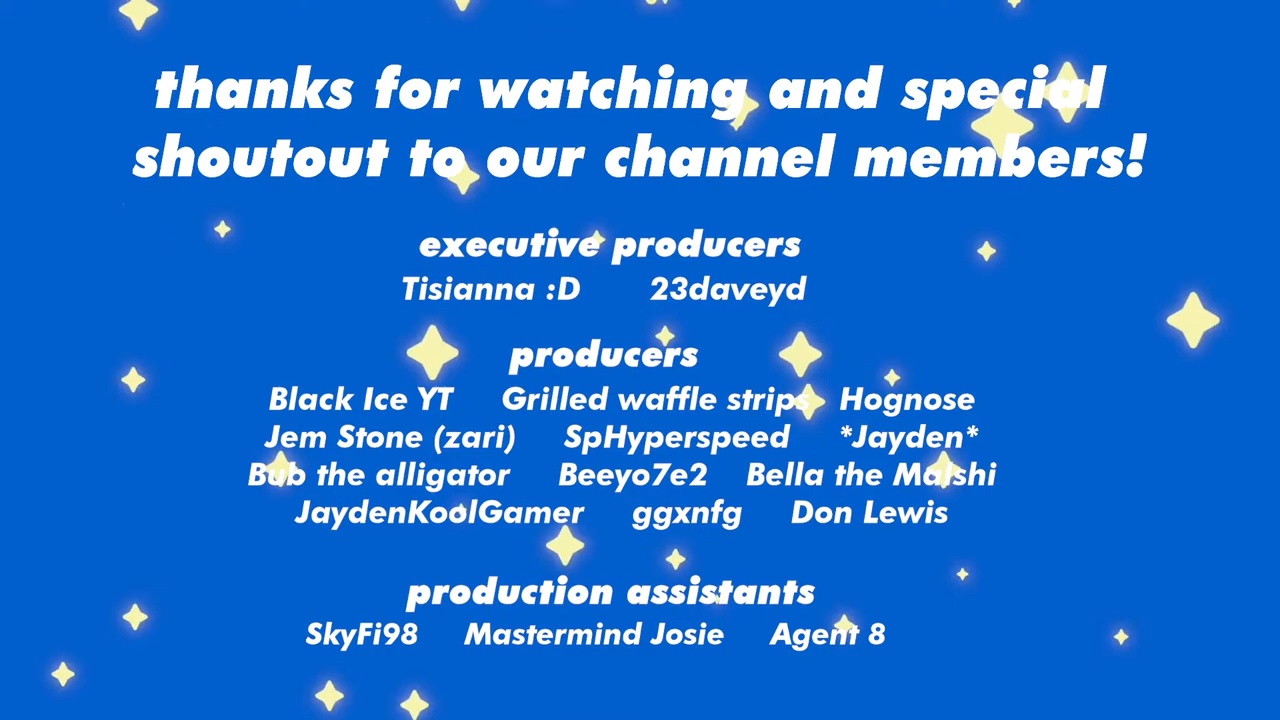 thanks for watching and special
shoutout to our channel members!
executive producers
Tisianna :D 23daveyd
producers
Black Ice YT Grilled waffle strips Hognose
Jem Stone (zari) SpHyperspeed *Jayden*
Bub the alligator Beeyo7e2 Bella the Malshi
JaydenKoolGamer ggxnfg Don Lewis
production assistants
SkyFi98 Mastermind Josie Agent 8